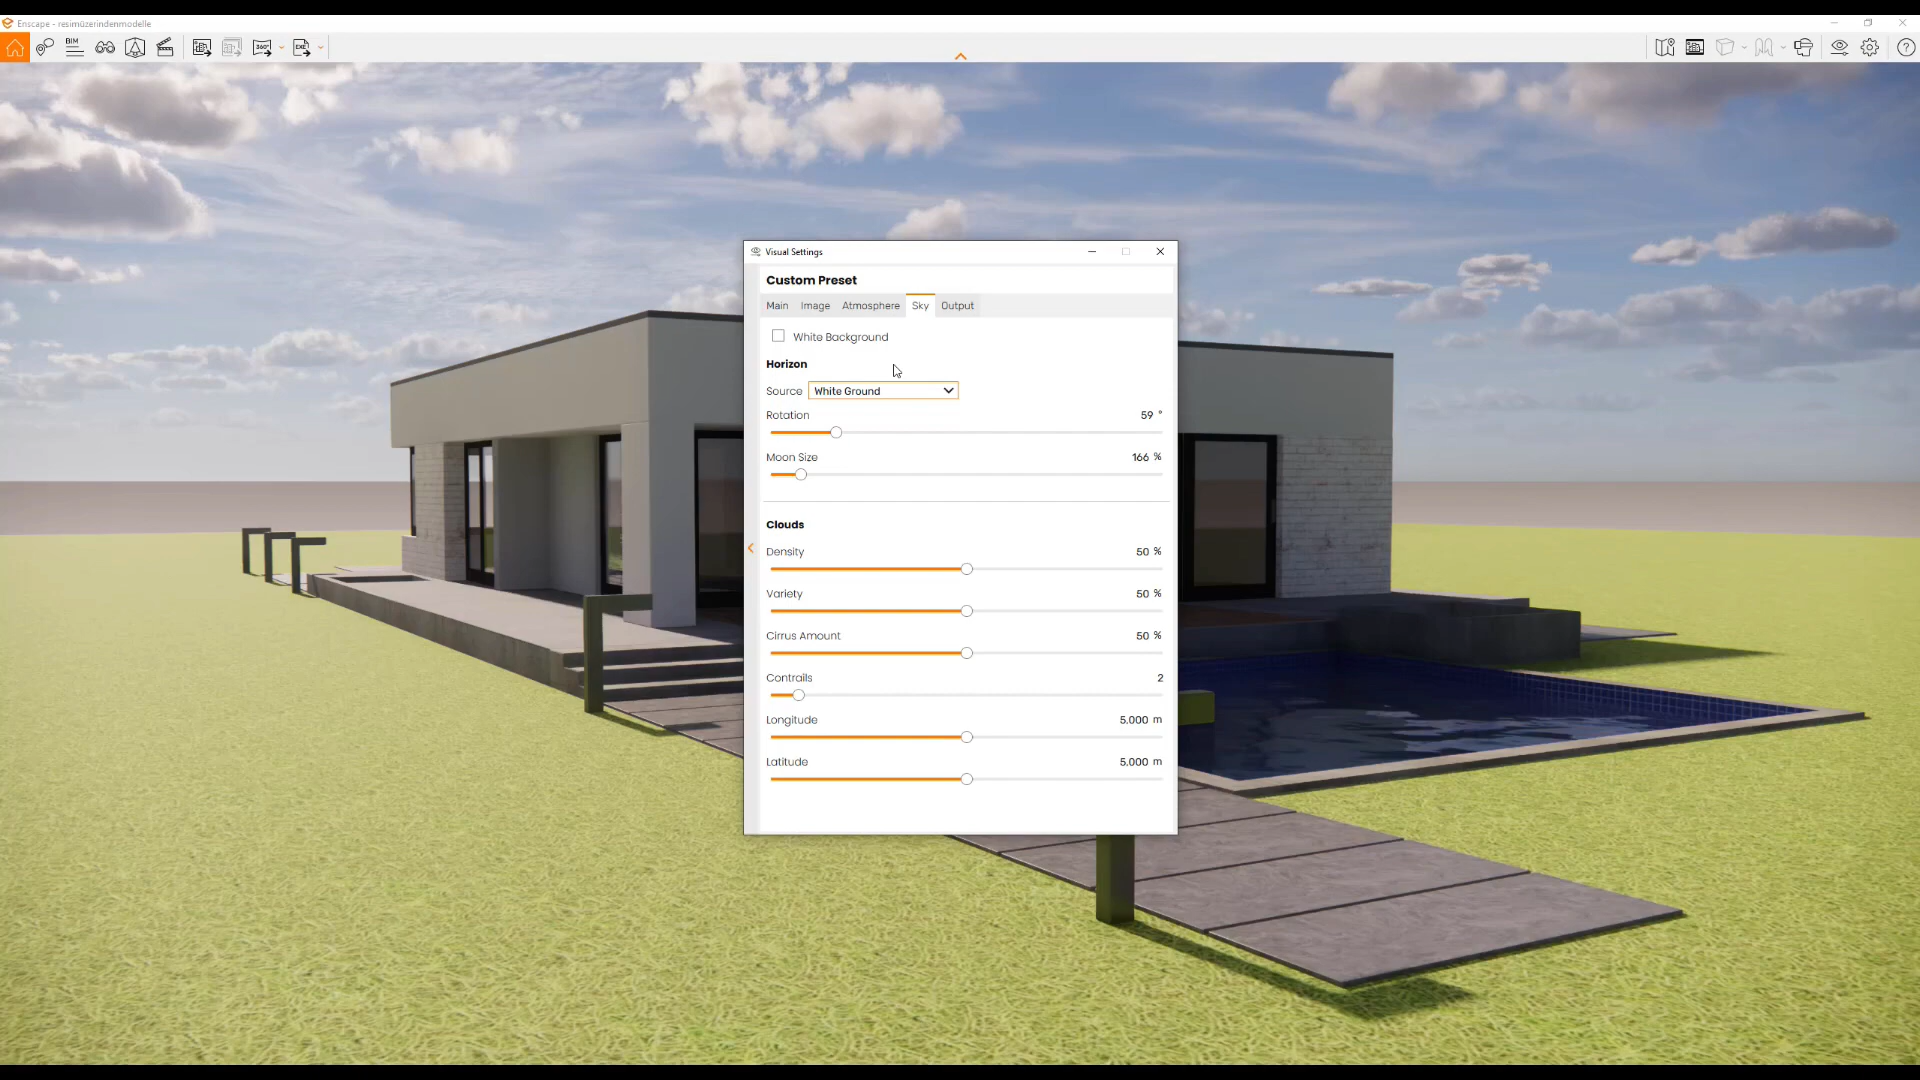 Enscape - resimüzerindenmodelle
BIM
360°
EXE
Visual Settings
Custom Preset
Main Image Atmosphere Sky Output
White Background
Horizon
Source White Ground
Rotation 59 °
Moon Size 166 %
Clouds
Density 50 %
Variety 50 %
Cirrus Amount 50 %
Contrails 2
Longitude 5.000 m
Latitude 5.000 m